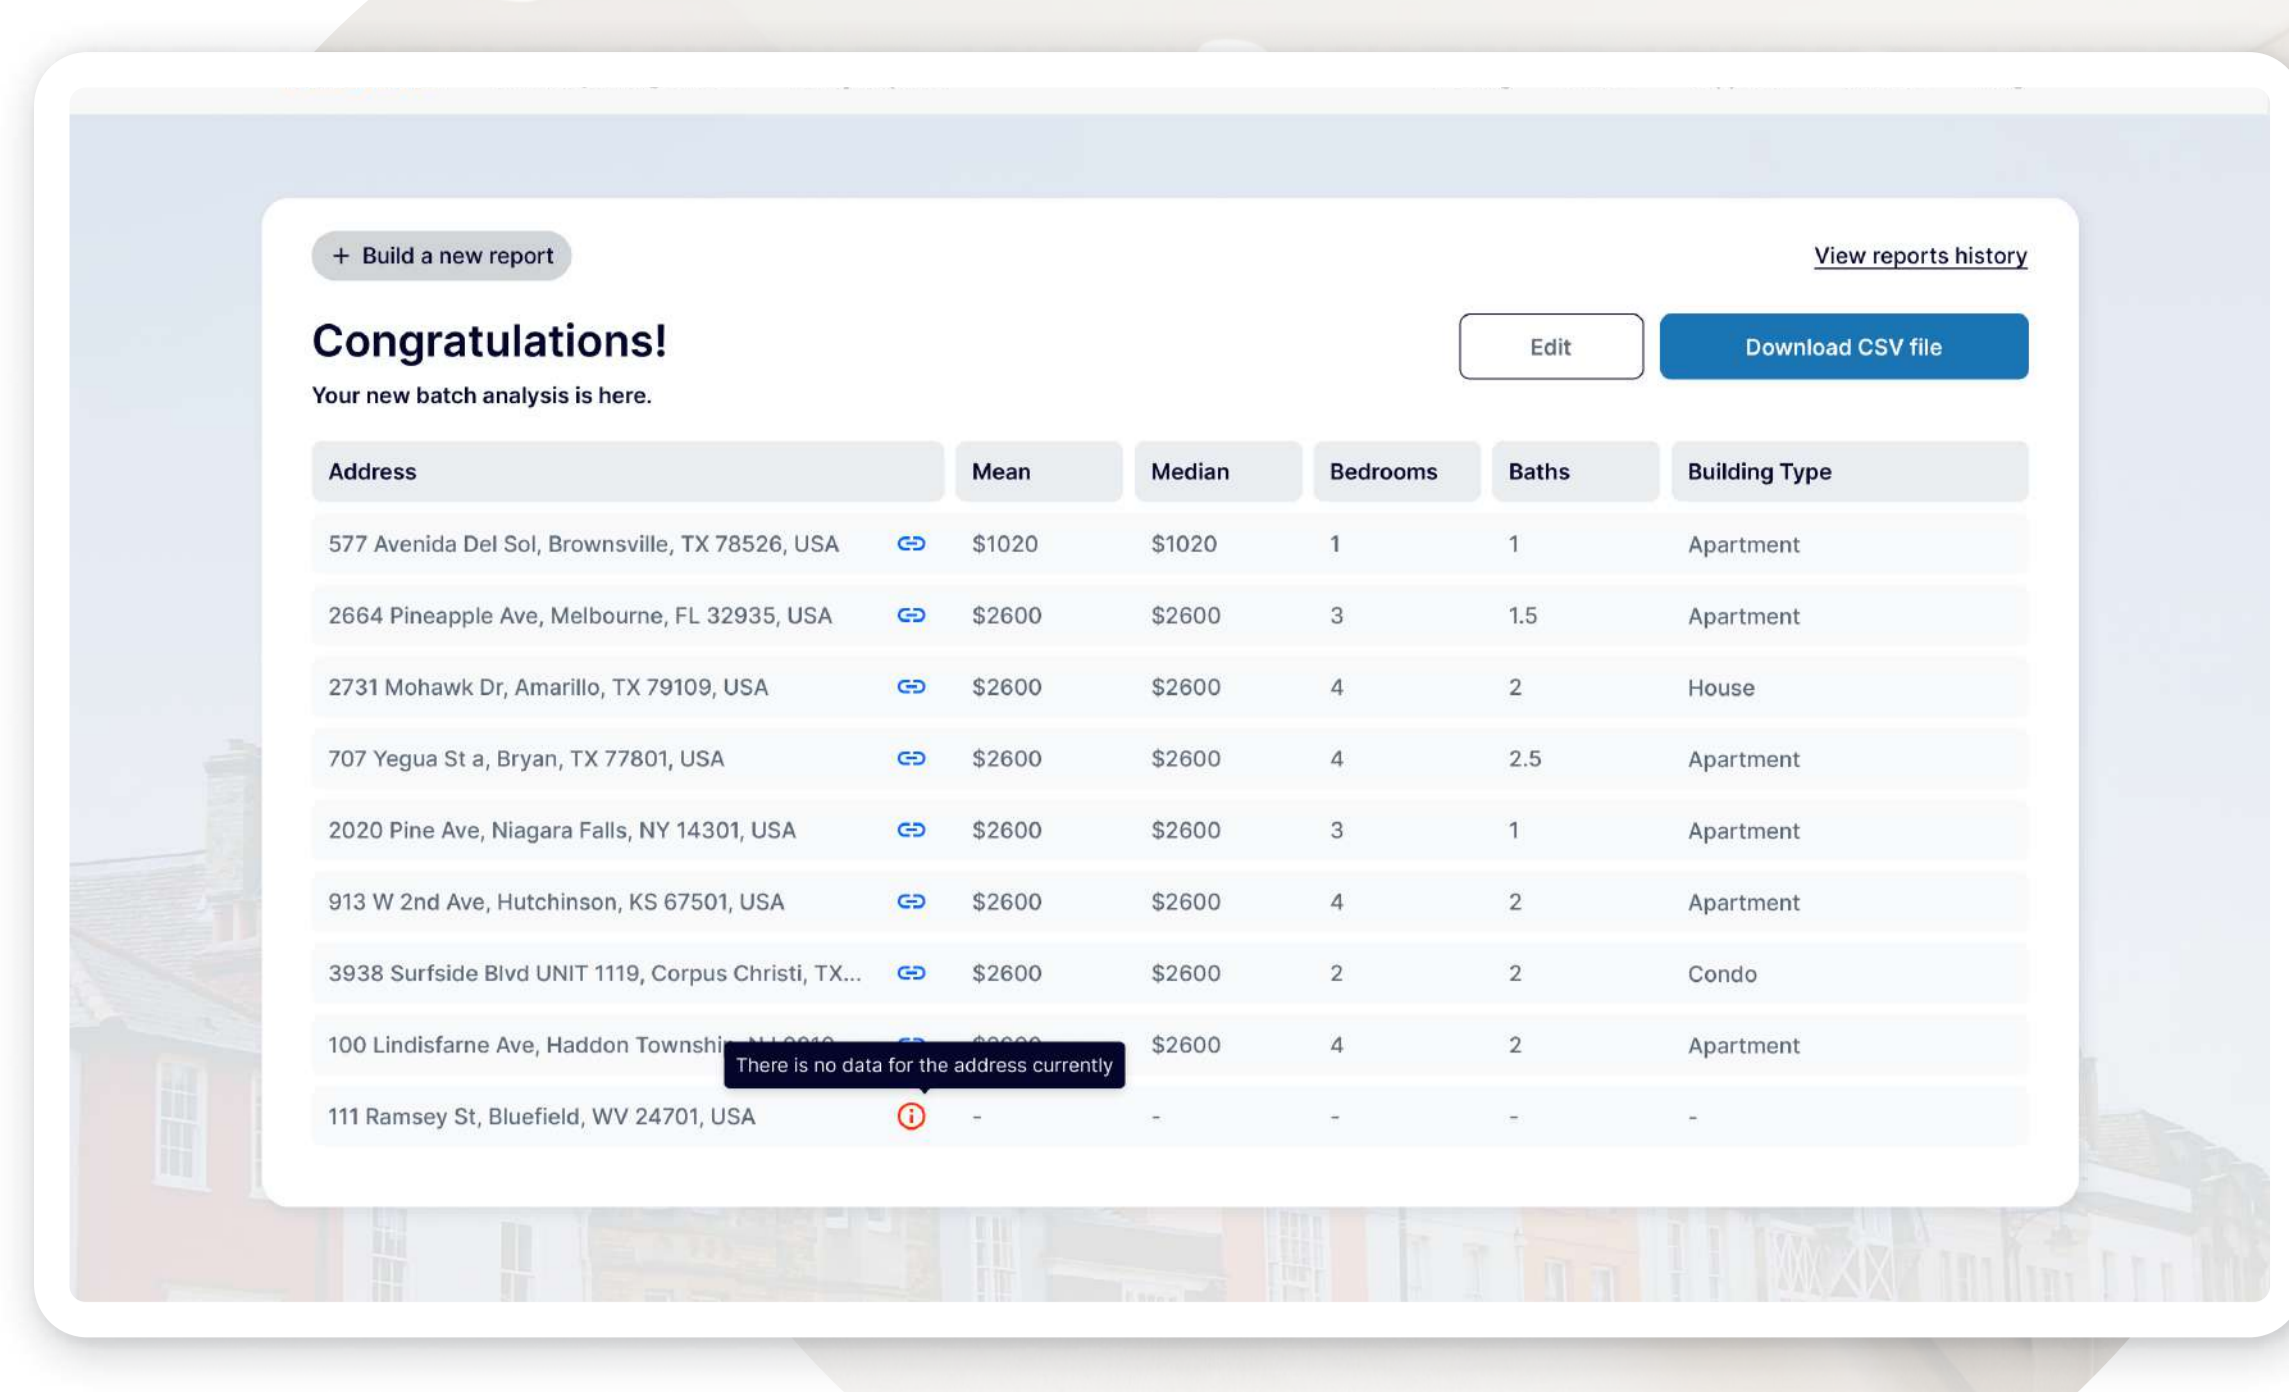 + Build a new report
View reports history
Congratulations!
Edit
Download CSV file
Your new batch analysis is here.
Address Mean Median Bedrooms Baths Building Type
577 Avenida Del Sol, Brownsville, TX 78526, USA $1020 $1020 1 1 Apartment
2664 Pineapple Ave, Melbourne, FL 32935, USA $2600 $2600 3 1.5 Apartment
2731 Mohawk Dr, Amarillo, TX 79109, USA $2600 $2600 4 2 House
707 Yegua St a, Bryan, TX 77801, USA $2600 $2600 4 2.5 Apartment
2020 Pine Ave, Niagara Falls, NY 14301, USA $2600 $2600 3 1 Apartment
913 W 2nd Ave, Hutchinson, KS 67501, USA $2600 $2600 4 2 Apartment
3938 Surfside Blvd UNIT 1119, Corpus Christi, TX... $2600 $2600 2 2 Condo
100 Lindisfarne Ave, Haddon Township, $2600 4 2 Apartment
There is no data for the address currently
111 Ramsey St, Bluefield, WV 24701, USA - - - - -